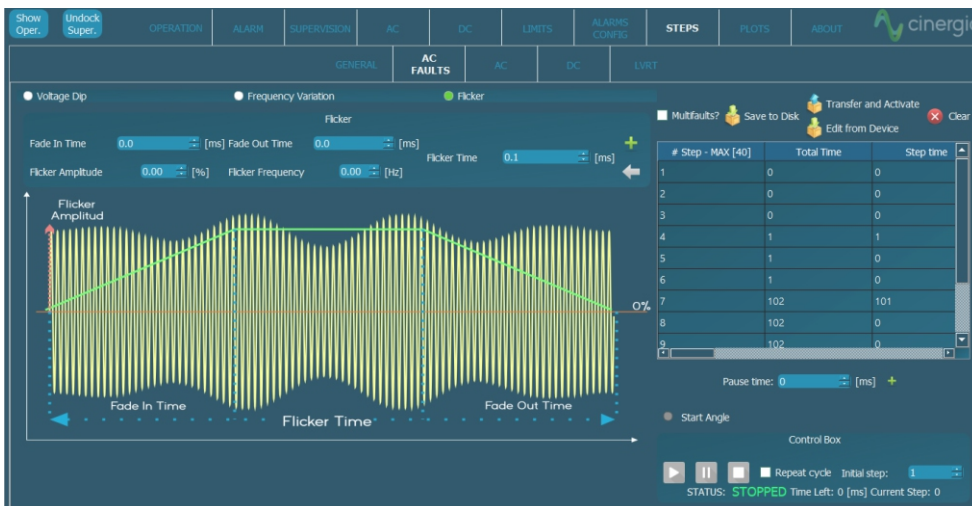 Show Oper.
Undock Super.
OPERATION
ALARM
SUPERVISION
AC
DC
LIMITS
ALARMS CONFIG
STEPS
PLOTS
ABOUT
cinergi
GENERAL
AC FAULTS
AC
DC
LVRT
Voltage Dip
Frequency Variation
Flicker
Flicker
Fade In Time 0.0 [ms] Fade Out Time 0.0 [ms]
Flicker Time 0.1 [ms]
Flicker Amplitude 0.00 [%] Flicker Frequency 0.00 [Hz]
Flicker
Amplitud
0%
Fade In Time
Flicker Time
Fade Out Time
Multifaults?
Save to Disk
Transfer and Activate
Edit from Device
Clear
# Step - MAX [40] Total Time Step time
1 0 0
2 0 0
3 0 0
4 1 1
5 1 0
6 1 0
7 102 101
8 102 0
9 102 0
Pause time: 0 [ms]
Start Angle
Control Box
Repeat cycle Initial step: 1
STATUS: STOPPED Time Left: 0 [ms] Current Step: 0